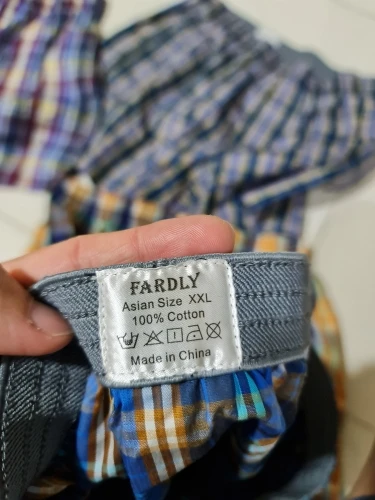 FARDLY
Asian Size XXL
100% Cotton
Made in China